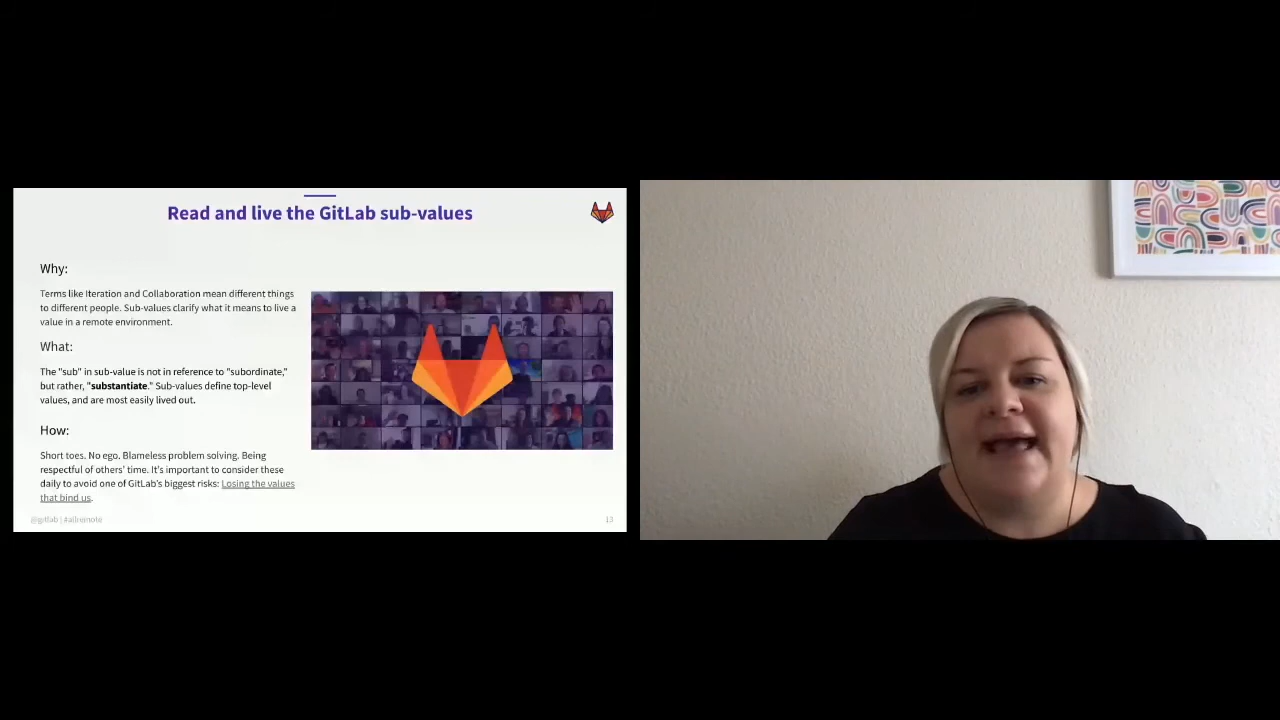 Read and live the GitLab sub-values
Why:
Terms like Iteration and Collaboration mean different things
to different people. Sub-values clarify what it means to live a
value in a remote environment.
What:
The "sub" in sub-value is not in reference to "subordinate,"
but rather, "substantiate." Sub-values define top-level
values, and are most easily lived out.
How:
Short toes. No ego. Blameless problem solving. Being
respectful of others' time. It's important to consider these
daily to avoid one of GitLab's biggest risks: Losing the values
that bind us.
@gitlab | #allremote
13